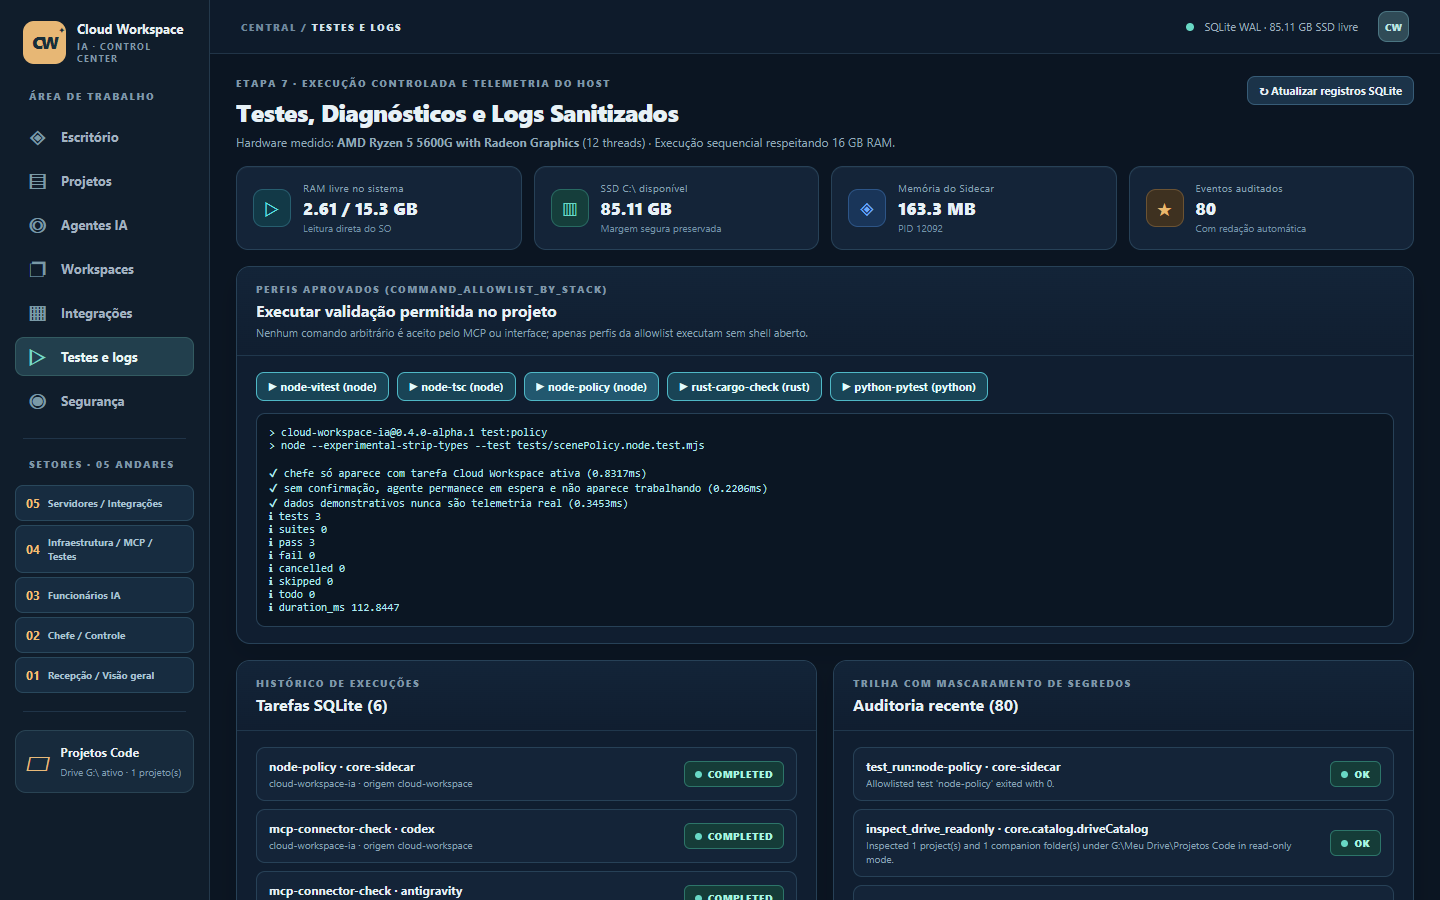 CW
Cloud Workspace
IA · CONTROL
CENTER
ÁREA DE TRABALHO
Escritório
Projetos
Agentes IA
Workspaces
Integrações
Testes e logs
Segurança
SETORES · 05 ANDARES
05 Servidores / Integrações
04 Infraestrutura / MCP /
Testes
03 Funcionários IA
02 Chefe / Controle
01 Recepção / Visão geral
Projetos Code
Drive G:\ ativo · 1 projeto(s)
CENTRAL / TESTES E LOGS
SQLite WAL · 85.11 GB SSD livre
CW
ETAPA 7 · EXECUÇÃO CONTROLADA E TELEMETRIA DO HOST
Testes, Diagnósticos e Logs Sanitizados
Hardware medido: AMD Ryzen 5 5600G with Radeon Graphics (12 threads) · Execução sequencial respeitando 16 GB RAM.
↻ Atualizar registros SQLite
RAM livre no sistema
2.61 / 15.3 GB
Leitura direta do SO
SSD C:\ disponível
85.11 GB
Margem segura preservada
Memória do Sidecar
163.3 MB
PID 12092
Eventos auditados
80
Com redação automática
PERFIS APROVADOS (COMMAND_ALLOWLIST_BY_STACK)
Executar validação permitida no projeto
Nenhum comando arbitrário é aceito pelo MCP ou interface; apenas perfis da allowlist executam sem shell aberto.
▶ node-vitest (node)
▶ node-tsc (node)
▶ node-policy (node)
▶ rust-cargo-check (rust)
▶ python-pytest (python)
> cloud-workspace-ia@0.4.0-alpha.1 test:policy
> node --experimental-strip-types --test tests/scenePolicy.node.test.mjs
✓ chefe só aparece com tarefa Cloud Workspace ativa (0.8317ms)
✓ sem confirmação, agente permanece em espera e não aparece trabalhando (0.2206ms)
✓ dados demonstrativos nunca são telemetria real (0.3453ms)
ℹ tests 3
ℹ suites 0
ℹ pass 3
ℹ fail 0
ℹ cancelled 0
ℹ skipped 0
ℹ todo 0
ℹ duration_ms 112.8447
HISTÓRICO DE EXECUÇÕES
Tarefas SQLite (6)
node-policy · core-sidecar
cloud-workspace-ia · origem cloud-workspace
COMPLETED
mcp-connector-check · codex
cloud-workspace-ia · origem cloud-workspace
COMPLETED
mcp-connector-check · antigravity
COMPLETED
TRILHA COM MASCARAMENTO DE SEGREDOS
Auditoria recente (80)
test_run:node-policy · core-sidecar
Allowlisted test 'node-policy' exited with 0.
OK
inspect_drive_readonly · core.catalog.driveCatalog
Inspected 1 project(s) and 1 companion folder(s) under G:\Meu Drive\Projetos Code in read-only
mode.
OK